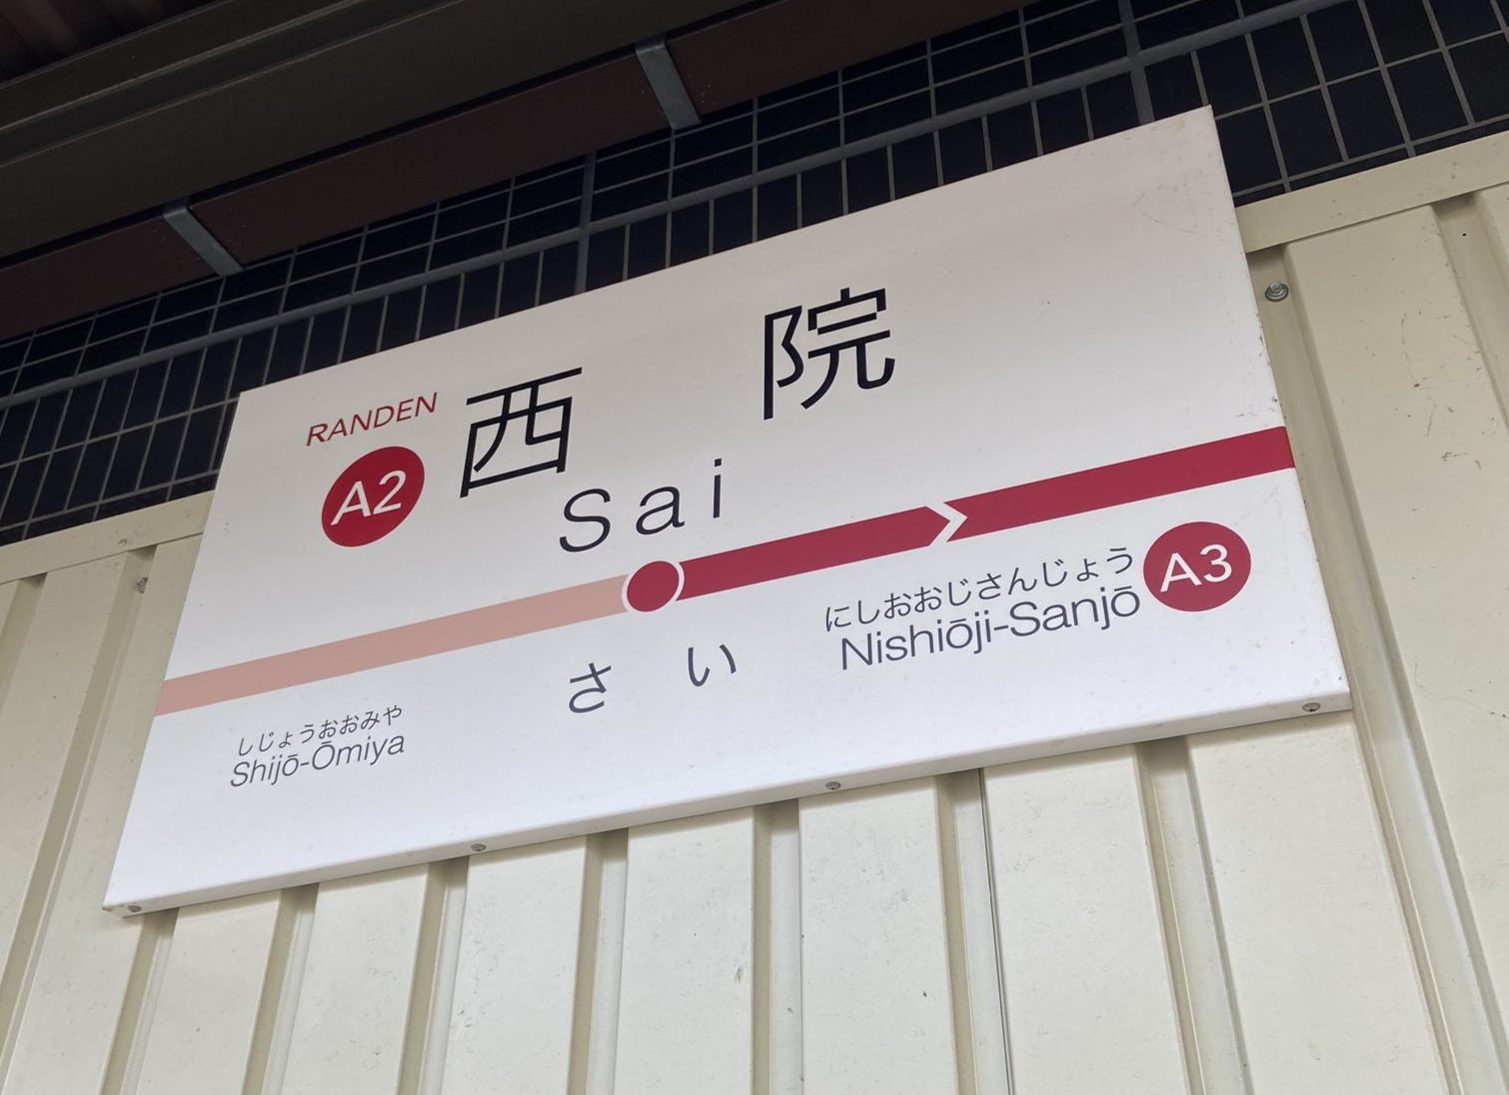 RANDEN
A2
西院
Sai
さい
にしおおじさんじょう
Nishiōji-Sanjō
A3
しじょうおおみや
Shijō-Ōmiya